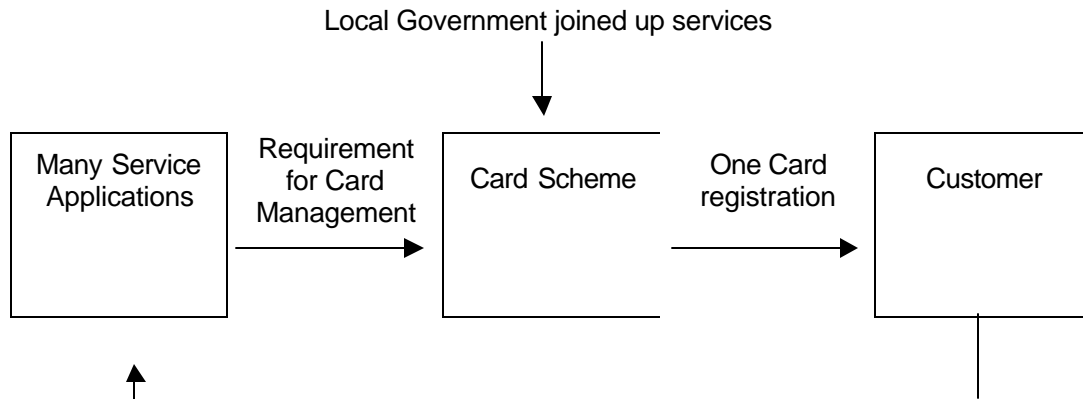 Local Government joined up services
Many Service
Applications
Requirement
for Card
Management
Card Scheme
One Card
registration
Customer